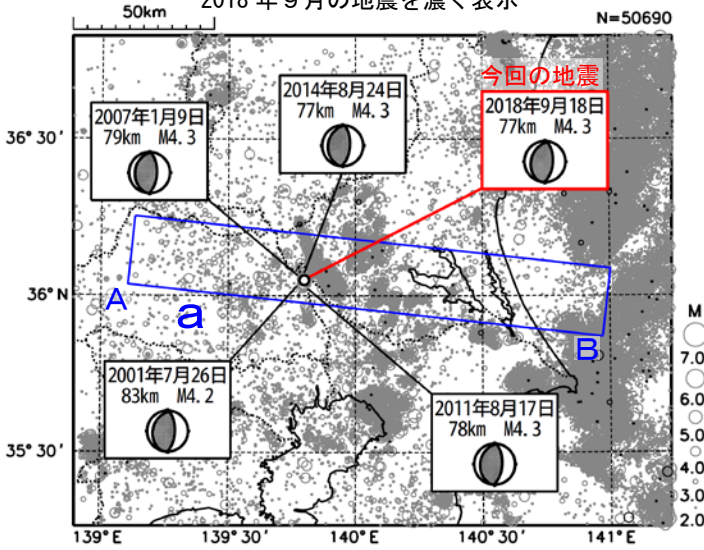 2018 年９月の地震を濃く表示
50km
N=50690
今回の地震
2014年8月24日
77km M4.3
2018年9月18日
77km M4.3
2007年1月9日
79km M4.3
36°30′
36°N
A
a
B
2001年7月26日
83km M4.2
2011年8月17日
78km M4.3
35°30′
M
7.0
6.0
5.0
4.0
3.0
2.0
139°E
139°30′
140°E
140°30′
141°E